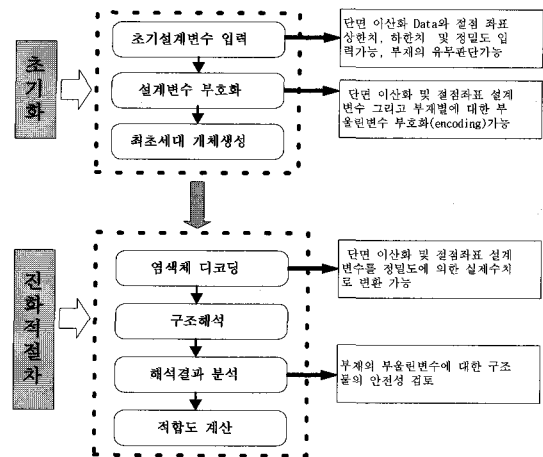 초기화
초기설계변수 입력
설계변수 부호화
최초세대 개체생성
단면 이산화 Data와 절점 좌표
상한치, 하한치 및 정밀도 입
력가능, 부재의 유무판단가능
단면 이산화 및 절점좌표 설계
변수 그리고 부재별에 대한 부
울린변수 부호화(encoding)가능
진화적절차
염색체 디코딩
구조해석
해석결과 분석
적합도 계산
단면 이산화 및 절점좌표 설계
변수를 정밀도에 의한 실제수치
로 변환 가능
부재의 부울린변수에 대한 구조
물의 안전성 검토